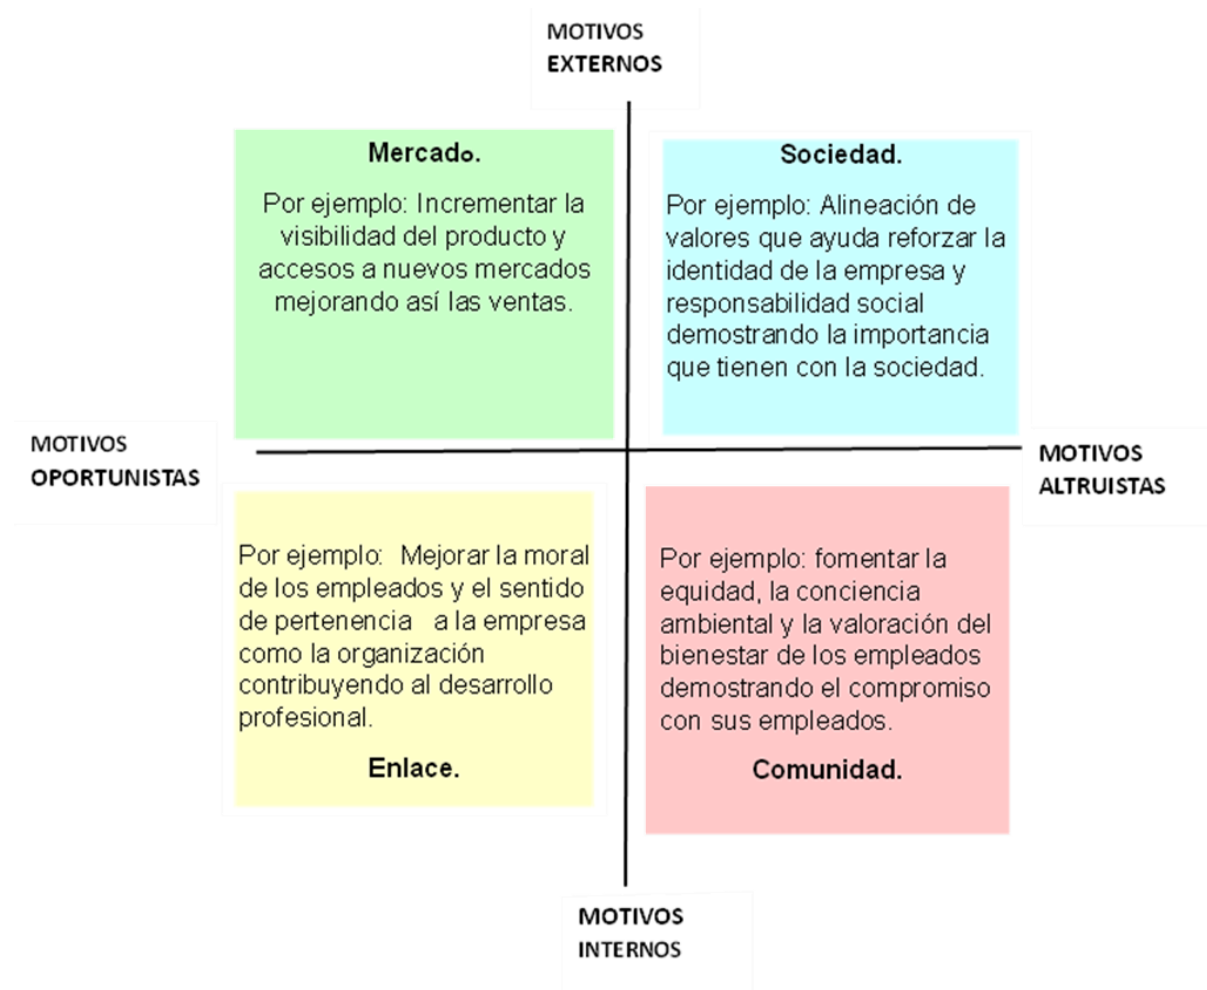 MOTIVOS
EXTERNOS
Mercado.
Por ejemplo: Incrementar la
visibilidad del producto y
accesos a nuevos mercados
mejorando así las ventas.
Sociedad.
Por ejemplo: Alineación de
valores que ayuda reforzar la
identidad de la empresa y
responsabilidad social
demostrando la importancia
que tienen con la sociedad.
MOTIVOS
OPORTUNISTAS
MOTIVOS
ALTRUISTAS
Por ejemplo: Mejorar la moral
de los empleados y el sentido
de pertenencia a la empresa
como la organización
contribuyendo al desarrollo
profesional.
Enlace.
Por ejemplo: fomentar la
equidad, la conciencia
ambiental y la valoración del
bienestar de los empleados
demostrando el compromiso
con sus empleados.
Comunidad.
MOTIVOS
INTERNOS